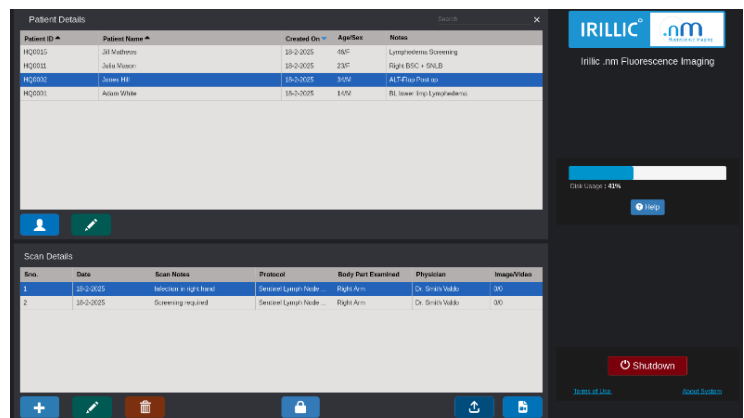 Patient Details Search ×
Patient ID Patient Name Created On Age/Sex Notes
HQ0015 Jill Mathews 18-2-2025 46/F Lymphedema Screening
HQ0011 Julia Mason 18-2-2025 23/F Right BSC + SNLB
HQ0002 James Hill 18-2-2025 34/M ALT-Flap Post op
HQ0001 Adam White 18-2-2025 14/M BL lower limp Lymphedema
Scan Details
Sno. Date Scan Notes Protocol Body Part Examined Physician Image/Video
1 18-2-2025 Infection in right hand Sentinel Lymph Node ... Right Arm Dr. Smith Valdo 0/0
2 18-2-2025 Screening required Sentinel Lymph Node ... Right Arm Dr. Smith Valdo 0/0
IRILLIC .nm
Irillic .nm Fluorescence Imaging
Disk Usage : 41%
Help
Shutdown
Terms of Use About System